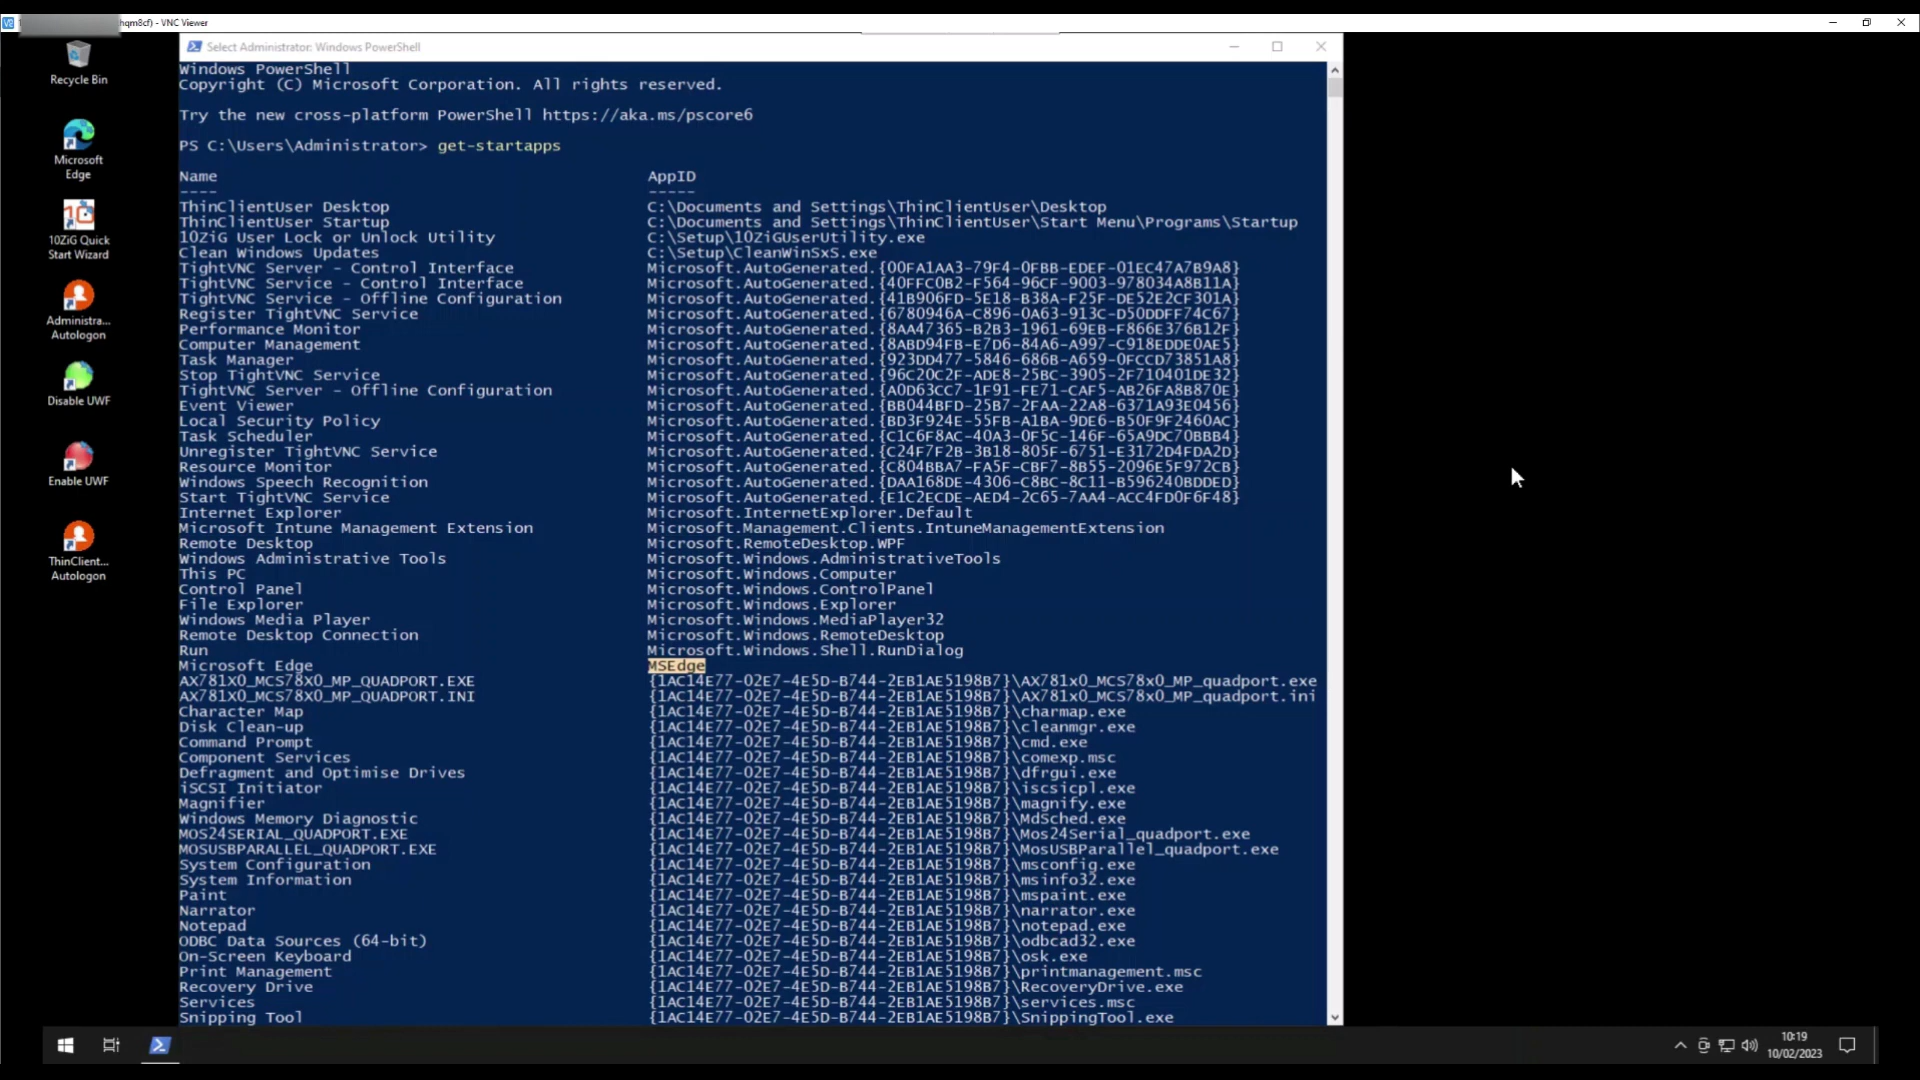 hqm8cf) - VNC Viewer
Select Administrator: Windows PowerShell
Recycle Bin
Microsoft
Edge
10ZiG Quick
Start Wizard
Administra...
Autologon
Disable UWF
Enable UWF
ThinClient...
Autologon
Windows PowerShell
Copyright (C) Microsoft Corporation. All rights reserved.
Try the new cross-platform PowerShell https://aka.ms/pscore6
PS C:\Users\Administrator> get-startapps
Name AppID
---- -----
ThinClientUser Desktop C:\Documents and Settings\ThinClientUser\Desktop
ThinClientUser Startup C:\Documents and Settings\ThinClientUser\Start Menu\Programs\Startup
10ZiG User Lock or Unlock Utility C:\Setup\10ZiGUserUtility.exe
Clean Windows Updates C:\Setup\CleanWinSxS.exe
TightVNC Server - Control Interface Microsoft.AutoGenerated.{00FA1AA3-79F4-0FBB-EDEF-01EC47A7B9A8}
TightVNC Service - Control Interface Microsoft.AutoGenerated.{40FFC0B2-F564-96CF-9003-978034A8B11A}
TightVNC Service - Offline Configuration Microsoft.AutoGenerated.{41B906FD-5E18-B38A-F25F-DE52E2CF301A}
Register TightVNC Service Microsoft.AutoGenerated.{6780946A-C896-0A63-913C-D50DDFF74C67}
Performance Monitor Microsoft.AutoGenerated.{8AA47365-B2B3-1961-69EB-F866E376B12F}
Computer Management Microsoft.AutoGenerated.{8ABD94FB-E7D6-84A6-A997-C918EDDE0AE5}
Task Manager Microsoft.AutoGenerated.{923DD477-5846-686B-A659-0FCCD73851A8}
Stop TightVNC Service Microsoft.AutoGenerated.{96C20C2F-ADE8-25BC-3905-2F710401DE32}
TightVNC Server - Offline Configuration Microsoft.AutoGenerated.{A0D63CC7-1F91-FE71-CAF5-AB26FA8B870E}
Event Viewer Microsoft.AutoGenerated.{BB044BFD-25B7-2FAA-22A8-6371A93E0456}
Local Security Policy Microsoft.AutoGenerated.{BD3F924E-55FB-A1BA-9DE6-B50F9F2460AC}
Task Scheduler Microsoft.AutoGenerated.{C1C6F8AC-40A3-0F5C-146F-65A9DC70BBB4}
Unregister TightVNC Service Microsoft.AutoGenerated.{C24F7F2B-3B18-805F-6751-E3172D4FDA2D}
Resource Monitor Microsoft.AutoGenerated.{C804BBA7-FA5F-CBF7-8B55-2096E5F972CB}
Windows Speech Recognition Microsoft.AutoGenerated.{DAA168DE-4306-C8BC-8C11-B596240BDDED}
Start TightVNC Service Microsoft.AutoGenerated.{E1C2ECDE-AED4-2C65-7AA4-ACC4FD0F6F48}
Internet Explorer Microsoft.InternetExplorer.Default
Microsoft Intune Management Extension Microsoft.Management.Clients.IntuneManagementExtension
Remote Desktop Microsoft.RemoteDesktop.WPF
Windows Administrative Tools Microsoft.Windows.AdministrativeTools
This PC Microsoft.Windows.Computer
Control Panel Microsoft.Windows.ControlPanel
File Explorer Microsoft.Windows.Explorer
Windows Media Player Microsoft.Windows.MediaPlayer32
Remote Desktop Connection Microsoft.Windows.RemoteDesktop
Run Microsoft.Windows.Shell.RunDialog
Microsoft Edge MSEdge
AX781x0_MCS78x0_MP_QUADPORT.EXE {1AC14E77-02E7-4E5D-B744-2EB1AE5198B7}\AX781x0_MCS78x0_MP_quadport.exe
AX781x0_MCS78x0_MP_QUADPORT.INI {1AC14E77-02E7-4E5D-B744-2EB1AE5198B7}\AX781x0_MCS78x0_MP_quadport.ini
Character Map {1AC14E77-02E7-4E5D-B744-2EB1AE5198B7}\charmap.exe
Disk Clean-up {1AC14E77-02E7-4E5D-B744-2EB1AE5198B7}\cleanmgr.exe
Command Prompt {1AC14E77-02E7-4E5D-B744-2EB1AE5198B7}\cmd.exe
Component Services {1AC14E77-02E7-4E5D-B744-2EB1AE5198B7}\comexp.msc
Defragment and Optimise Drives {1AC14E77-02E7-4E5D-B744-2EB1AE5198B7}\dfrgui.exe
iSCSI Initiator {1AC14E77-02E7-4E5D-B744-2EB1AE5198B7}\iscsicpl.exe
Magnifier {1AC14E77-02E7-4E5D-B744-2EB1AE5198B7}\magnify.exe
Windows Memory Diagnostic {1AC14E77-02E7-4E5D-B744-2EB1AE5198B7}\MdSched.exe
MOS24SERIAL_QUADPORT.EXE {1AC14E77-02E7-4E5D-B744-2EB1AE5198B7}\Mos24Serial_quadport.exe
MOSUSBPARALLEL_QUADPORT.EXE {1AC14E77-02E7-4E5D-B744-2EB1AE5198B7}\MosUSBParallel_quadport.exe
System Configuration {1AC14E77-02E7-4E5D-B744-2EB1AE5198B7}\msconfig.exe
System Information {1AC14E77-02E7-4E5D-B744-2EB1AE5198B7}\msinfo32.exe
Paint {1AC14E77-02E7-4E5D-B744-2EB1AE5198B7}\mspaint.exe
Narrator {1AC14E77-02E7-4E5D-B744-2EB1AE5198B7}\narrator.exe
Notepad {1AC14E77-02E7-4E5D-B744-2EB1AE5198B7}\notepad.exe
ODBC Data Sources (64-bit) {1AC14E77-02E7-4E5D-B744-2EB1AE5198B7}\odbcad32.exe
On-Screen Keyboard {1AC14E77-02E7-4E5D-B744-2EB1AE5198B7}\osk.exe
Print Management {1AC14E77-02E7-4E5D-B744-2EB1AE5198B7}\printmanagement.msc
Recovery Drive {1AC14E77-02E7-4E5D-B744-2EB1AE5198B7}\RecoveryDrive.exe
Services {1AC14E77-02E7-4E5D-B744-2EB1AE5198B7}\services.msc
Snipping Tool {1AC14E77-02E7-4E5D-B744-2EB1AE5198B7}\SnippingTool.exe
10:19
10/02/2023